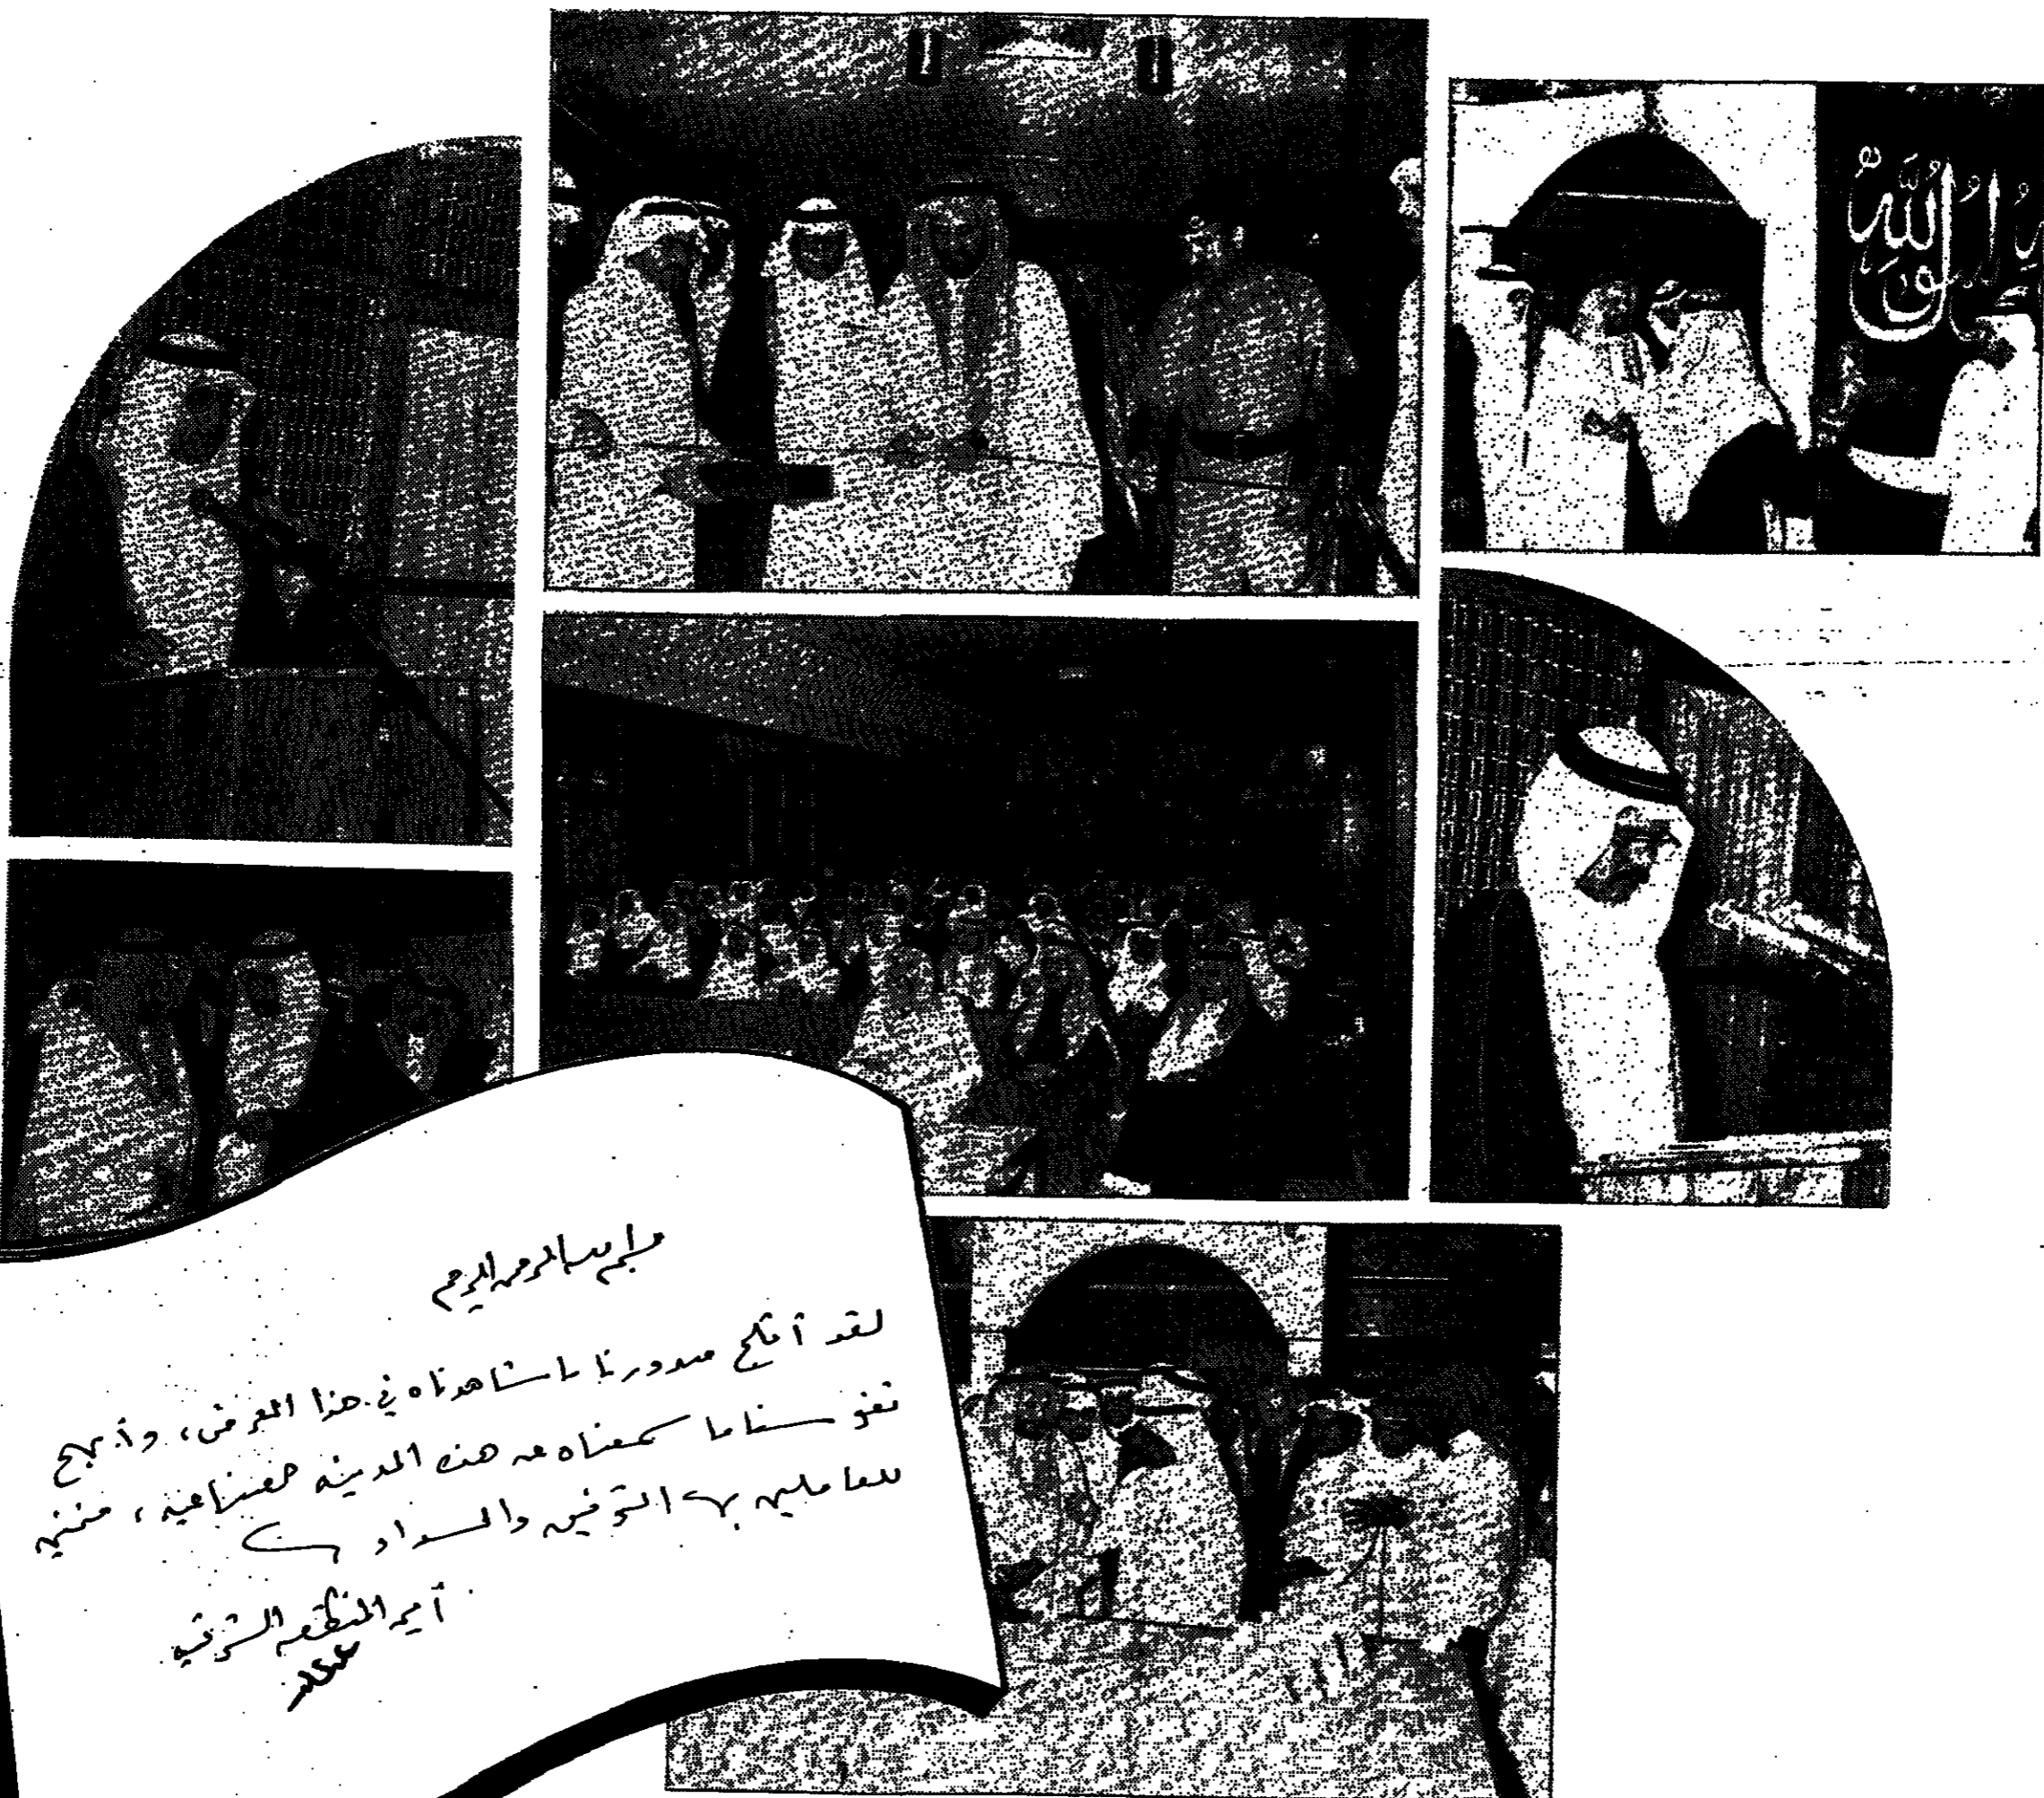 بسم الله الرحمن الرحيم
لقد أثلج صدورنا ما شاهدناه في هذا المعرض، وأبهج
نفوسنا ما سمعناه عن هذه المدينة الصناعية، متمنين
للعاملين بها التوفيق والسداد
أمير المنطقة الشرقية
الله